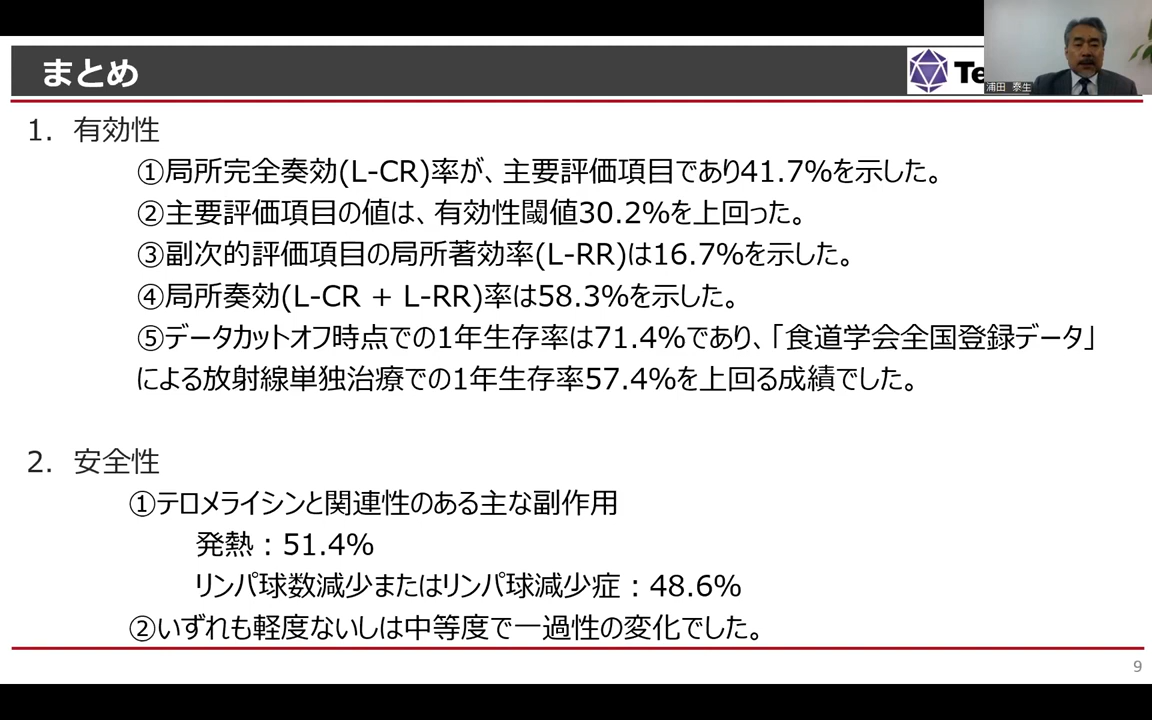 まとめ
Te
浦田 泰生
1. 有効性
①局所完全奏効(L-CR)率が、主要評価項目であり41.7%を示した。
②主要評価項目の値は、有効性閾値30.2%を上回った。
③副次的評価項目の局所著効率(L-RR)は16.7%を示した。
④局所奏効(L-CR + L-RR)率は58.3%を示した。
⑤データカットオフ時点での1年生存率は71.4%であり、「食道学会全国登録データ」
による放射線単独治療での1年生存率57.4%を上回る成績でした。
2. 安全性
①テロメライシンと関連性のある主な副作用
発熱：51.4%
リンパ球数減少またはリンパ球減少症：48.6%
②いずれも軽度ないしは中等度で一過性の変化でした。
9